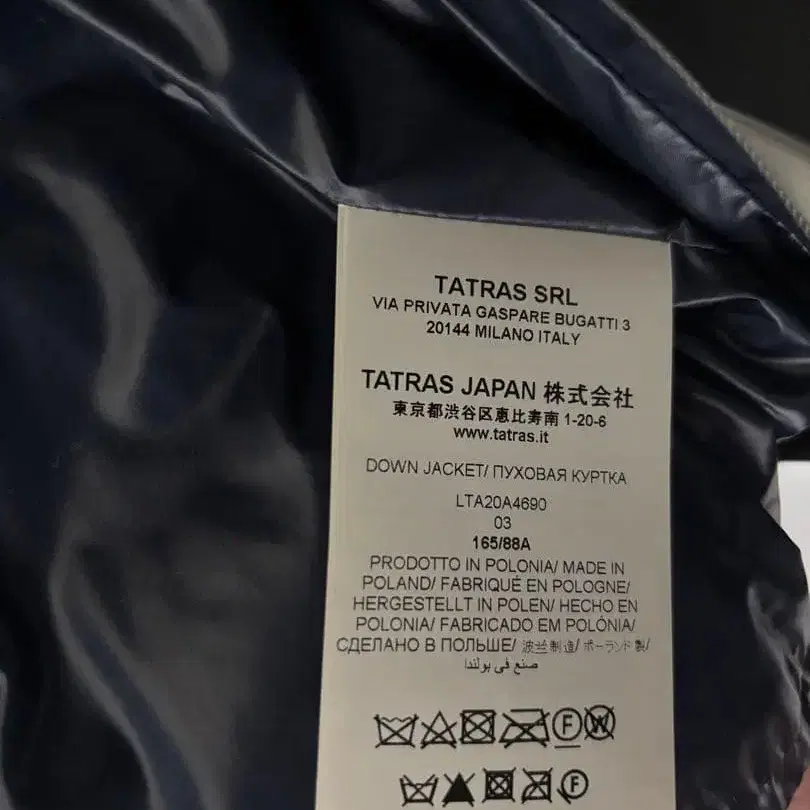 TATRAS SRL
VIA PRIVATA GASPARE BUGATTI 3
20144 MILANO ITALY
TATRAS JAPAN 株式会社
東京都渋谷区恵比寿南 1-20-6
www.tatras.it
DOWN JACKET/ ПУХОВАЯ КУРТКА
LTA20A4690
03
165/88A
PRODOTTO IN POLONIA/ MADE IN
POLAND/ FABRIQUÉ EN POLOGNE/
HERGESTELLT IN POLEN/ HECHO EN
POLONIA/ FABRICADO EM POLÓNIA/
СДЕЛАНО В ПОЛЬШЕ/ 波兰制造/ ポーランド製/
صنع في بولندا
F W
F